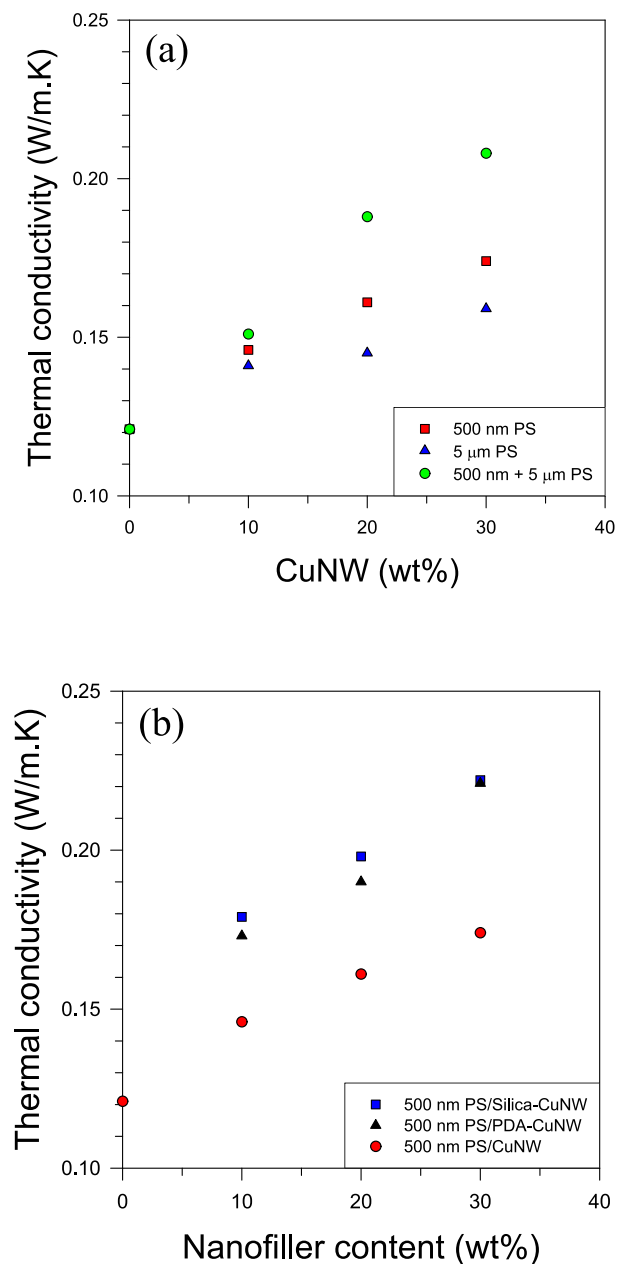 (a)
Thermal conductivity (W/m.K)
0.25
0.20
0.15
0.10
500 nm PS
5 μm PS
500 nm + 5 μm PS
0 10 20 30 40
CuNW (wt%)
(b)
Thermal conductivity (W/m.K)
0.25
0.20
0.15
0.10
500 nm PS/Silica-CuNW
500 nm PS/PDA-CuNW
500 nm PS/CuNW
0 10 20 30 40
Nanofiller content (wt%)